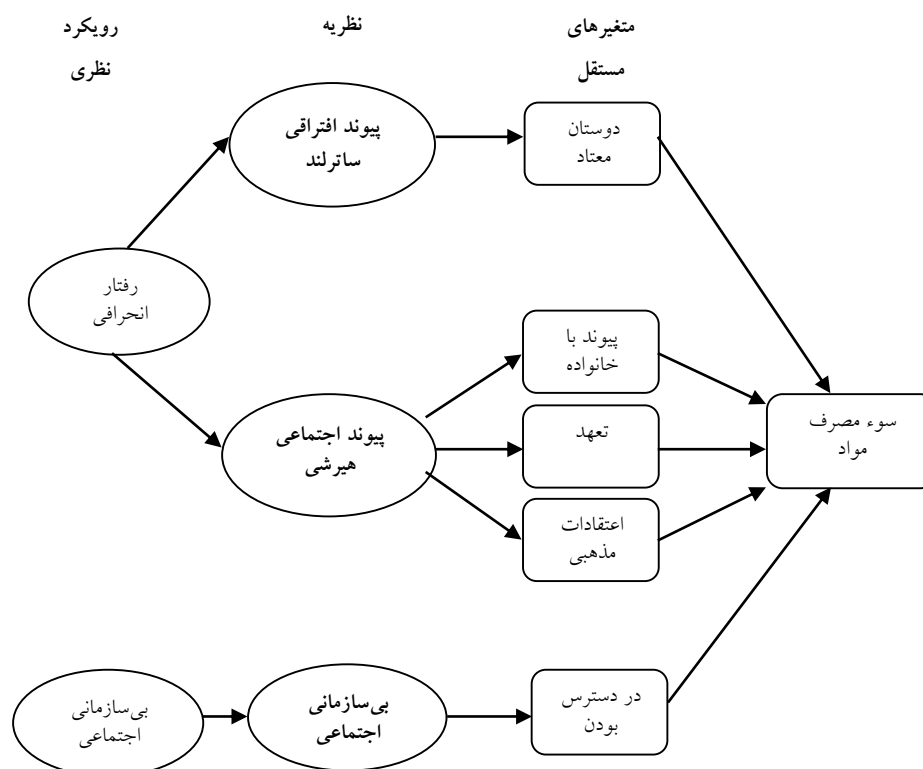 رویکرد
نظری
نظریه
متغیرهای
مستقل
پیوند افتراقی
ساترلند
دوستان
معتاد
رفتار
انحرافی
پیوند با
خانواده
پیوند اجتماعی
هیرشی
تعهد
سوء مصرف
مواد
اعتقادات
مذهبی
بی‌سازمانی
اجتماعی
بی‌سازمانی
اجتماعی
در دسترس
بودن